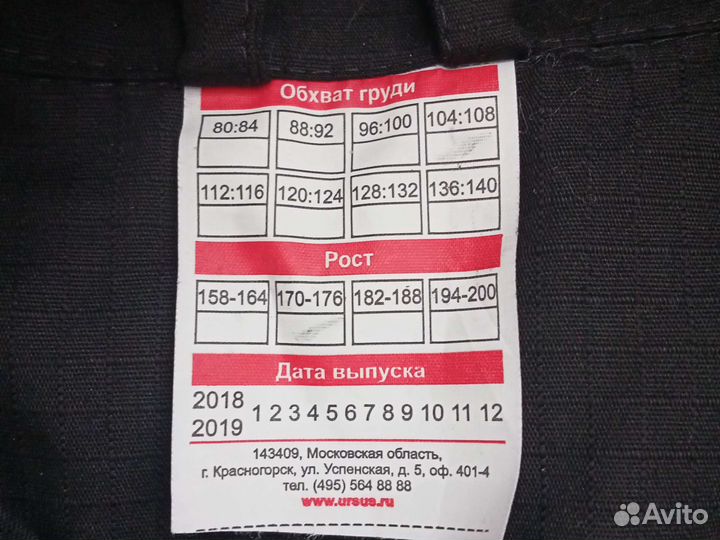 Обхват груди
80:84 88:92 96:100 104:108
112:116 120:124 128:132 136:140
Рост
158-164 170-176 182-188 194-200
Дата выпуска
2018
2019
1 2 3 4 5 6 7 8 9 10 11 12
143409, Московская область,
г. Красногорск, ул. Успенская, д. 5, оф. 401-4
тел. (495) 564 88 88
www.ursus.ru
Avito